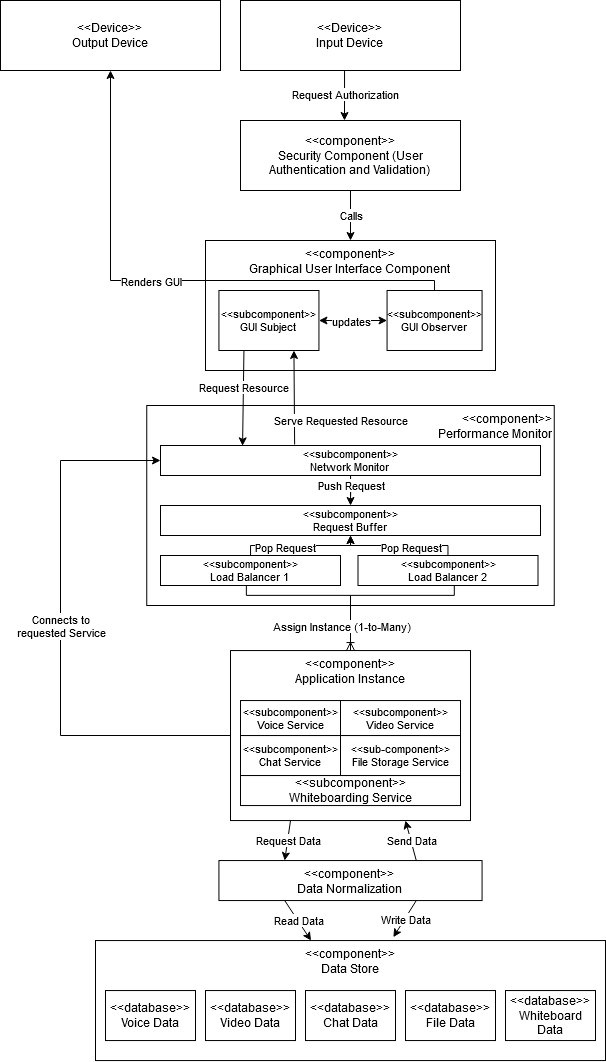 <<Device>>
Output Device
<<Device>>
Input Device
Request Authorization
<<component>>
Security Component (User
Authentication and Validation)
Calls
<<component>>
Graphical User Interface Component
Renders GUI
<<subcomponent>>
GUI Subject
updates
<<subcomponent>>
GUI Observer
Request Resource
Serve Requested Resource
<<component>>
Performance Monitor
<<subcomponent>>
Network Monitor
Push Request
<<subcomponent>>
Request Buffer
Pop Request
Pop Request
<<subcomponent>>
Load Balancer 1
<<subcomponent>>
Load Balancer 2
Connects to
requested Service
Assign Instance (1-to-Many)
<<component>>
Application Instance
<<subcomponent>>
Voice Service
<<subcomponent>>
Video Service
<<subcomponent>>
Chat Service
<<sub-component>>
File Storage Service
<<subcomponent>>
Whiteboarding Service
Request Data
Send Data
<<component>>
Data Normalization
Read Data
Write Data
<<component>>
Data Store
<<database>>
Voice Data
<<database>>
Video Data
<<database>>
Chat Data
<<database>>
File Data
<<database>>
Whiteboard
Data